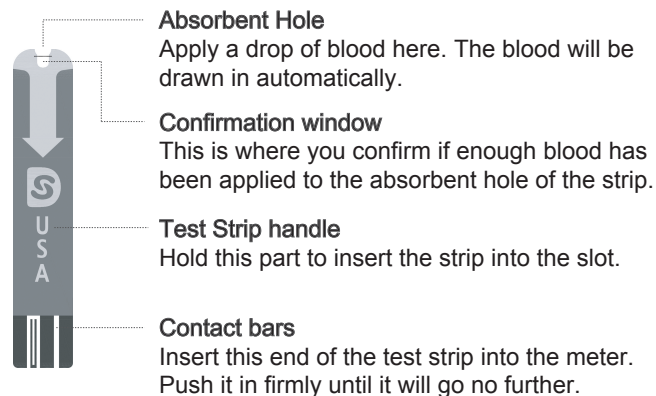 Absorbent Hole
Apply a drop of blood here. The blood will be
drawn in automatically.
Confirmation window
This is where you confirm if enough blood has
been applied to the absorbent hole of the strip.
Test Strip handle
Hold this part to insert the strip into the slot.
Contact bars
Insert this end of the test strip into the meter.
Push it in firmly until it will go no further.
S
U
S
A